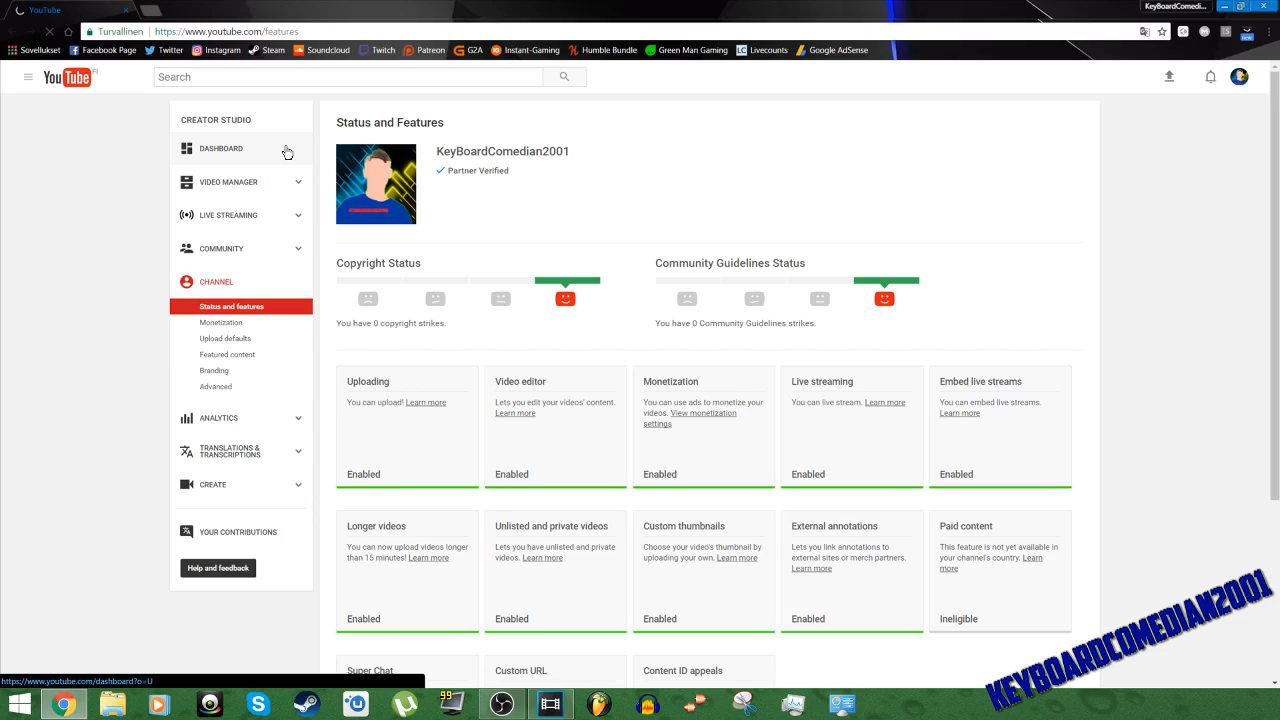 YouTube
KeyBoardComedi...
Turvallinen
https://www.youtube.com/features
Sovellukset
Facebook Page
Twitter
Instagram
Steam
Soundcloud
Twitch
Patreon
G2A
Instant-Gaming
Humble Bundle
Green Man Gaming
LC Livecounts
Google AdSense
YouTube FI
Search
CREATOR STUDIO
DASHBOARD
VIDEO MANAGER
LIVE STREAMING
COMMUNITY
CHANNEL
Status and features
Monetization
Upload defaults
Featured content
Branding
Advanced
ANALYTICS
TRANSLATIONS &
TRANSCRIPTIONS
CREATE
YOUR CONTRIBUTIONS
Help and feedback
Status and Features
KeyBoardComedian2001
Partner Verified
Copyright Status
You have 0 copyright strikes.
Community Guidelines Status
You have 0 Community Guidelines strikes.
Uploading
You can upload! Learn more
Enabled
Video editor
Lets you edit your videos' content.
Learn more
Enabled
Monetization
You can use ads to monetize your
videos. View monetization
settings
Enabled
Live streaming
You can live stream. Learn more
Enabled
Embed live streams
You can embed live streams.
Learn more
Enabled
Longer videos
You can now upload videos longer
than 15 minutes! Learn more
Enabled
Unlisted and private videos
Lets you have unlisted and private
videos. Learn more
Enabled
Custom thumbnails
Choose your video's thumbnail by
uploading your own. Learn more
Enabled
External annotations
Lets you link annotations to
external sites or merch partners.
Learn more
Enabled
Paid content
This feature is not yet available in
your channel's country. Learn
more
Ineligible
Super Chat
Custom URL
Content ID appeals
https://www.youtube.com/dashboard?o=U
99
KEYBOARDCOMEDIAN2001